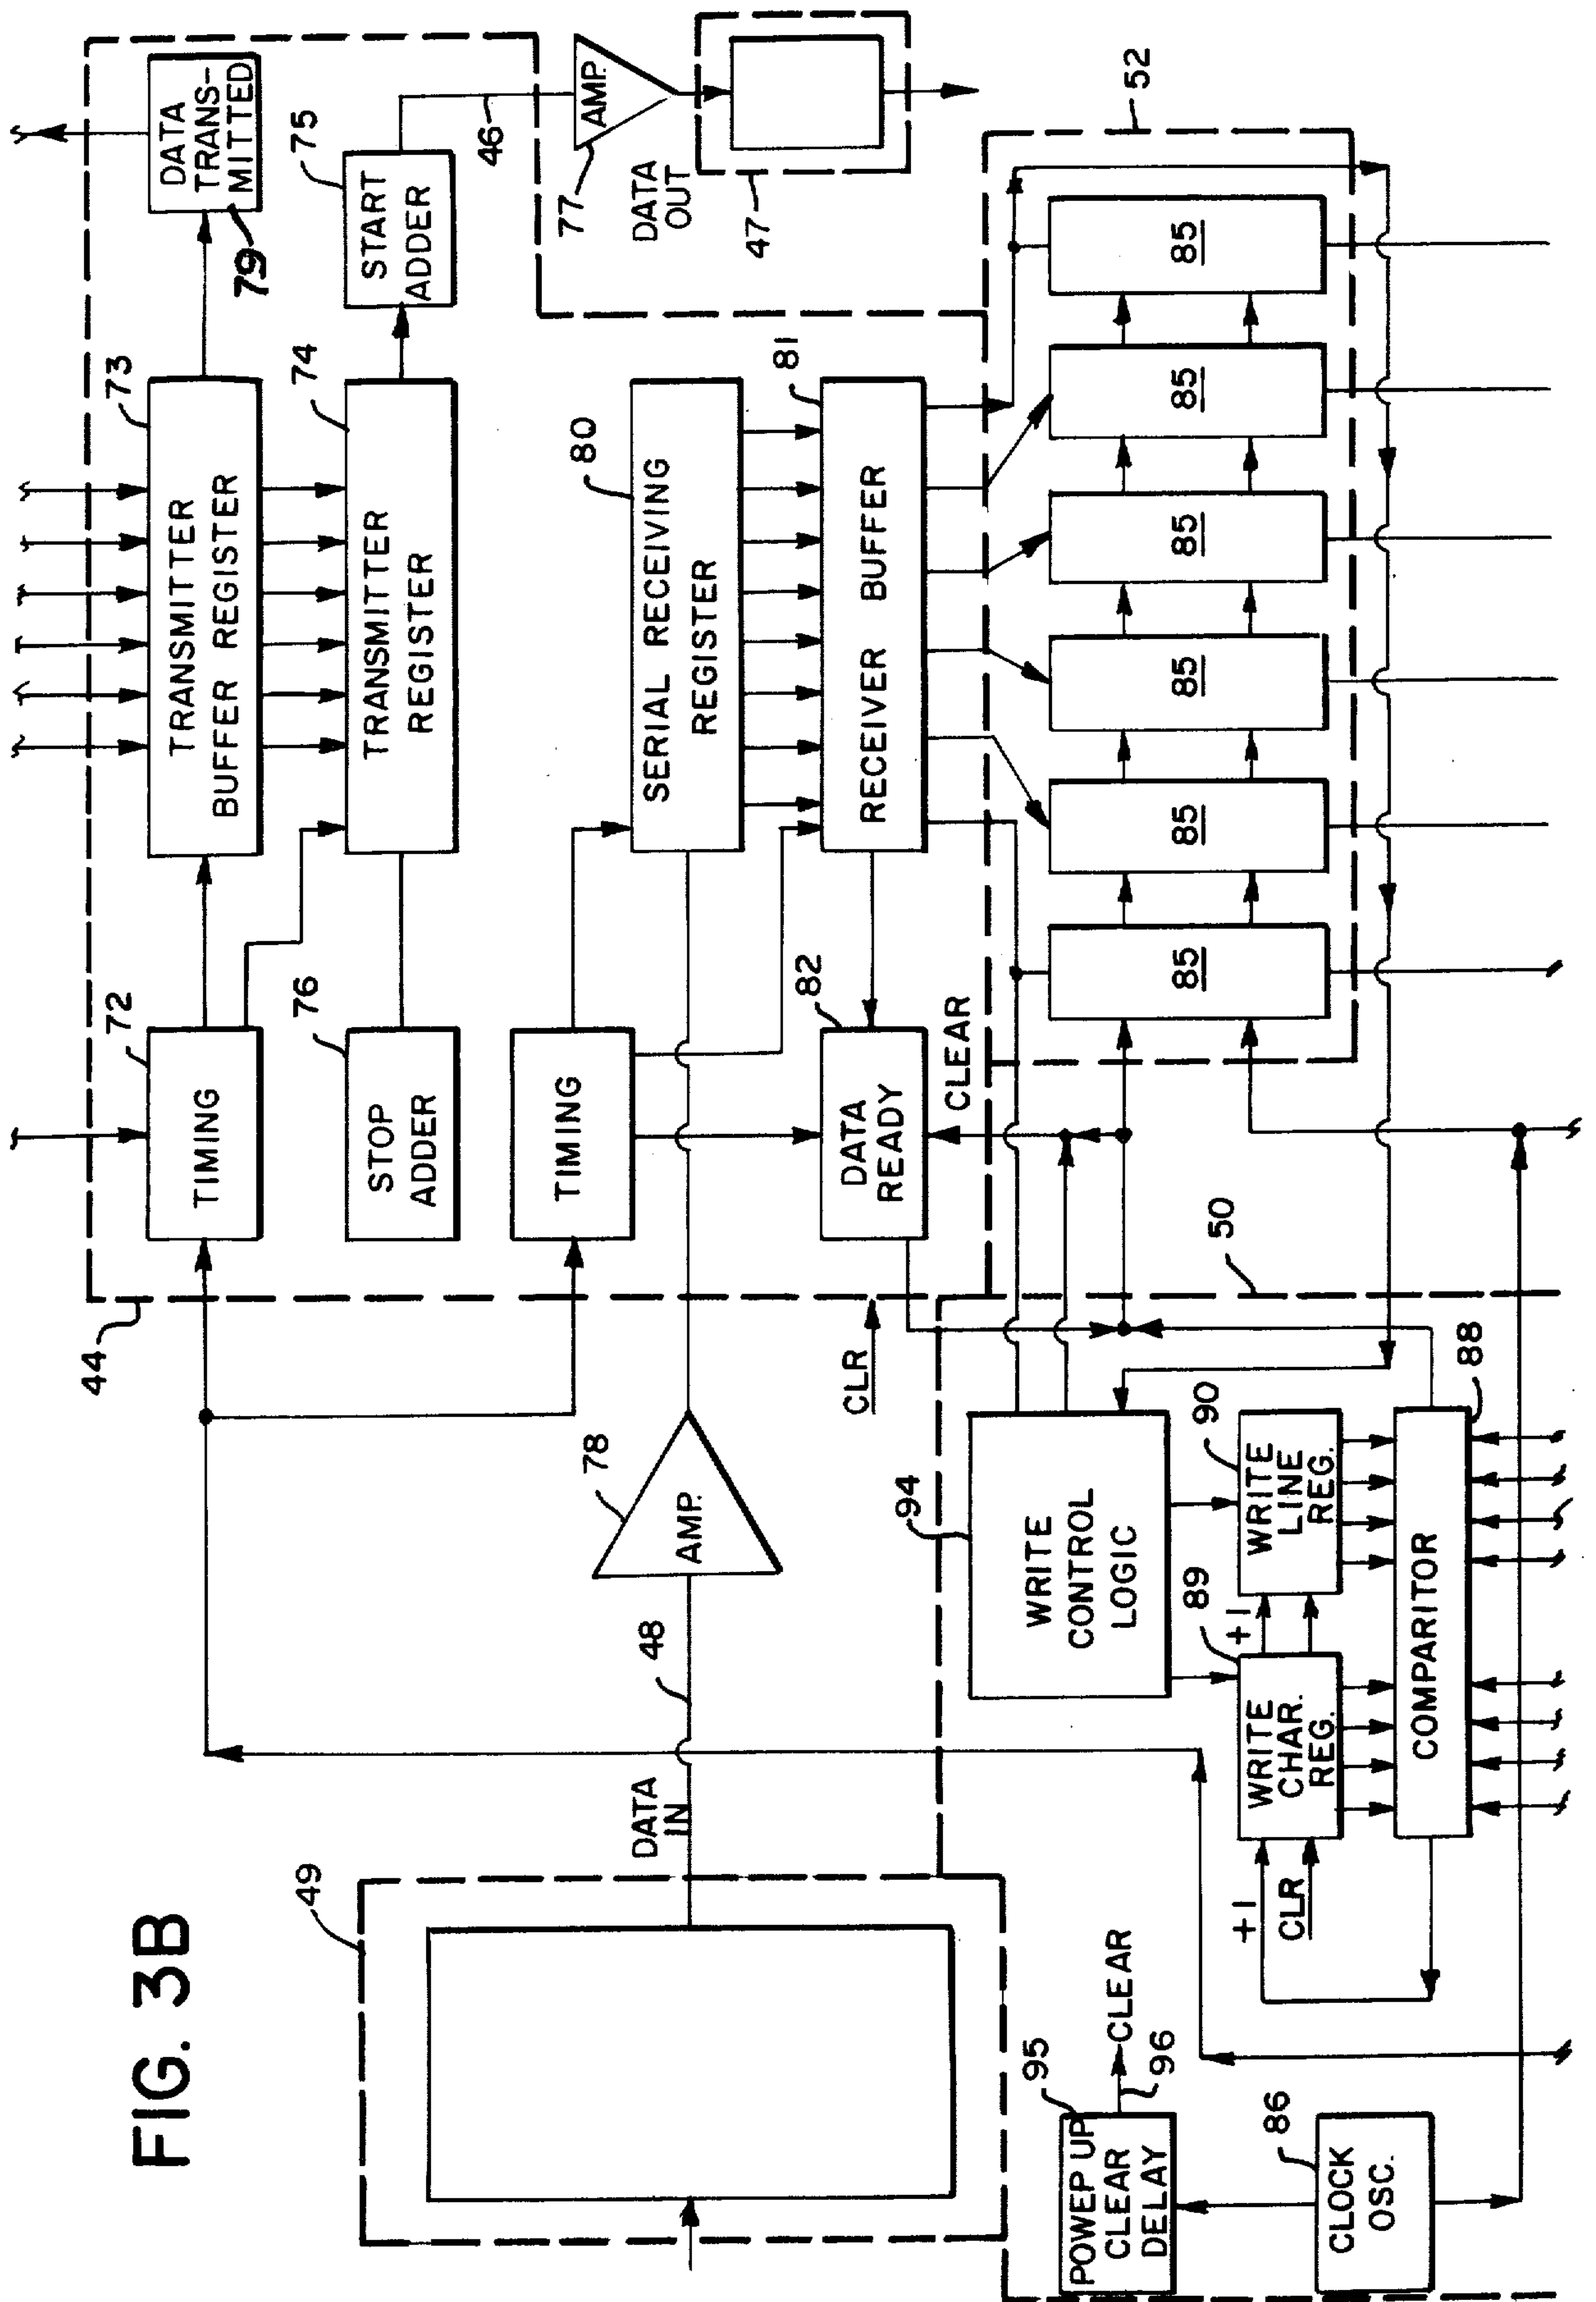 FIG. 3B
49
DATA
IN
48
78
AMP.
44
72
TIMING
73
TRANSMITTER
BUFFER REGISTER
DATA
TRANS-
MITTED
79
76
STOP
ADDER
74
TRANSMITTER
REGISTER
75
START
ADDER
46
77
AMP.
DATA
OUT
47
TIMING
80
SERIAL RECEIVING
REGISTER
81
RECEIVER BUFFER
82
DATA
READY
CLEAR
CLR
52
85
85
85
85
85
85
50
94
WRITE
CONTROL
LOGIC
89
+1
90
WRITE
CHAR.
REG.
WRITE
LINE
REG.
+1
CLR
88
COMPARITOR
95
POWEP UP
CLEAR
DELAY
CLEAR
96
86
CLOCK
OSC.